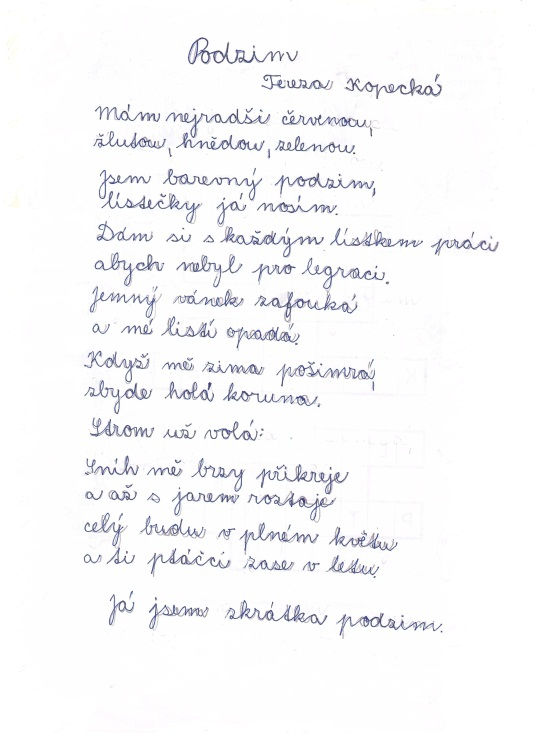 Podzim
Tereza Kopecká
Mám nejradši červenou,
žlutou, hnědou, zelenou.
Jsem barevný podzim,
lístečky já nosím.
Dám si s každým lístkem práci
abych nebyl pro legraci.
Jemný vánek zafouká
a mé listí opadá.
Když mě zima pošimrá,
zbyde holá koruna.
Strom už volá:
Sníh mě brzy přikreje
a až s jarem roztaje
celý budu v plném květu
a ti ptáčci zase v letu.
Já jsem zkrátka podzim.